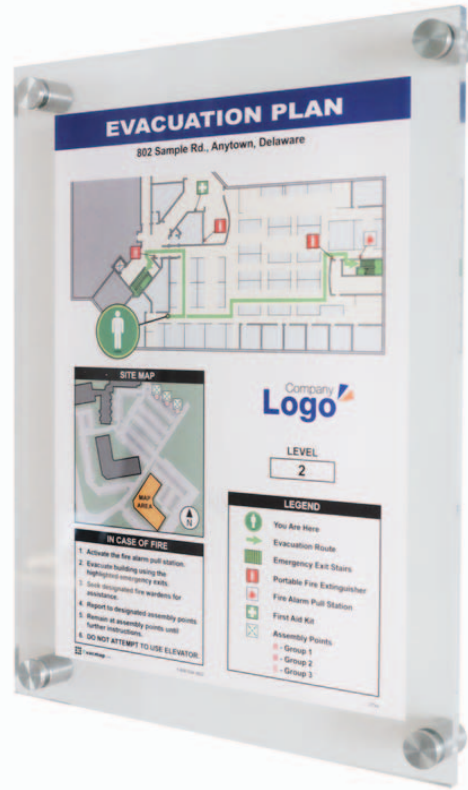 EVACUATION PLAN
802 Sample Rd., Anytown, Delaware
SITE MAP
MAP
AREA
N
Company
Logo
LEVEL
2
IN CASE OF FIRE
1. Activate the fire alarm pull station.
2. Evacuate building using the
highlighted emergency exits.
3. Seek designated fire wardens for
assistance.
4. Report to designated assembly points.
5. Remain at assembly points until
further instructions.
6. DO NOT ATTEMPT TO USE ELEVATOR.
LEGEND
You Are Here
Evacuation Route
Emergency Exit Stairs
Portable Fire Extinguisher
Fire Alarm Pull Station
First Aid Kit
Assembly Points
- Group 1
- Group 2
- Group 3